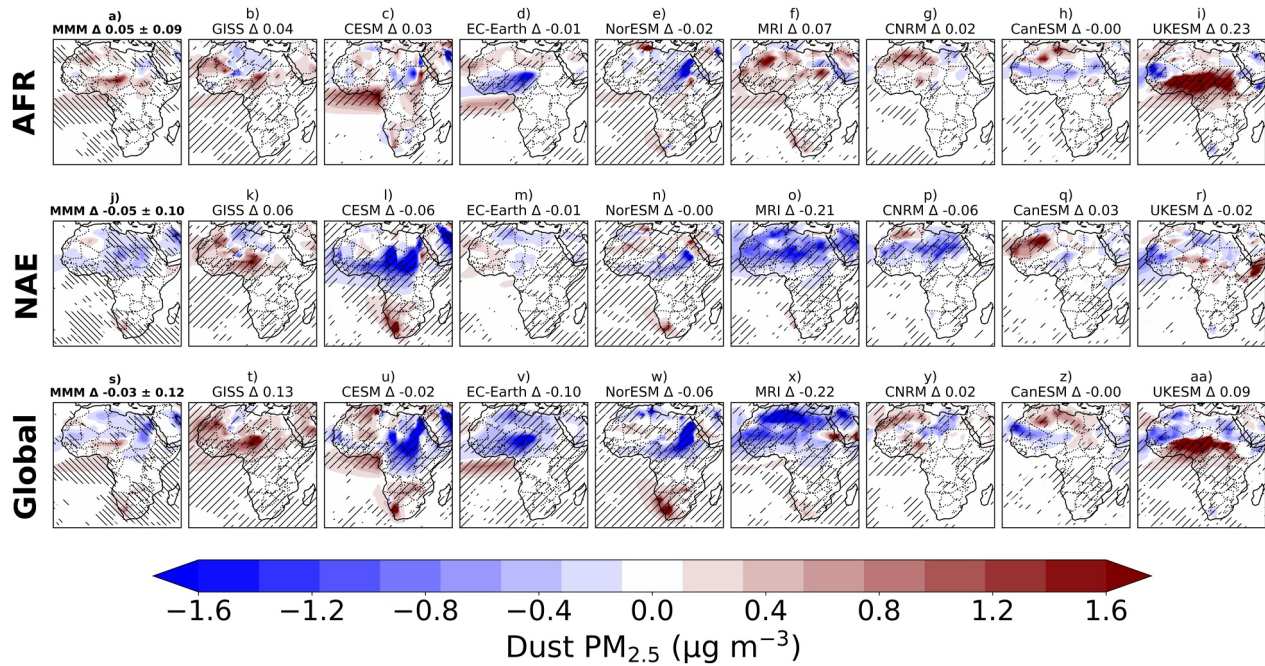 a)
MMM Δ 0.05 ± 0.09
b)
GISS Δ 0.04
c)
CESM Δ 0.03
d)
EC-Earth Δ -0.01
e)
NorESM Δ -0.02
f)
MRI Δ 0.07
g)
CNRM Δ 0.02
h)
CanESM Δ -0.00
i)
UKESM Δ 0.23
AFR
j)
MMM Δ -0.05 ± 0.10
k)
GISS Δ 0.06
l)
CESM Δ -0.06
m)
EC-Earth Δ -0.01
n)
NorESM Δ -0.00
o)
MRI Δ -0.21
p)
CNRM Δ -0.06
q)
CanESM Δ 0.03
r)
UKESM Δ -0.02
NAE
s)
MMM Δ -0.03 ± 0.12
t)
GISS Δ 0.13
u)
CESM Δ -0.02
v)
EC-Earth Δ -0.10
w)
NorESM Δ -0.06
x)
MRI Δ -0.22
y)
CNRM Δ 0.02
z)
CanESM Δ -0.00
aa)
UKESM Δ 0.09
Global
−1.6 −1.2 −0.8 −0.4 0.0 0.4 0.8 1.2 1.6
Dust PM₂.₅ (μg m⁻³)